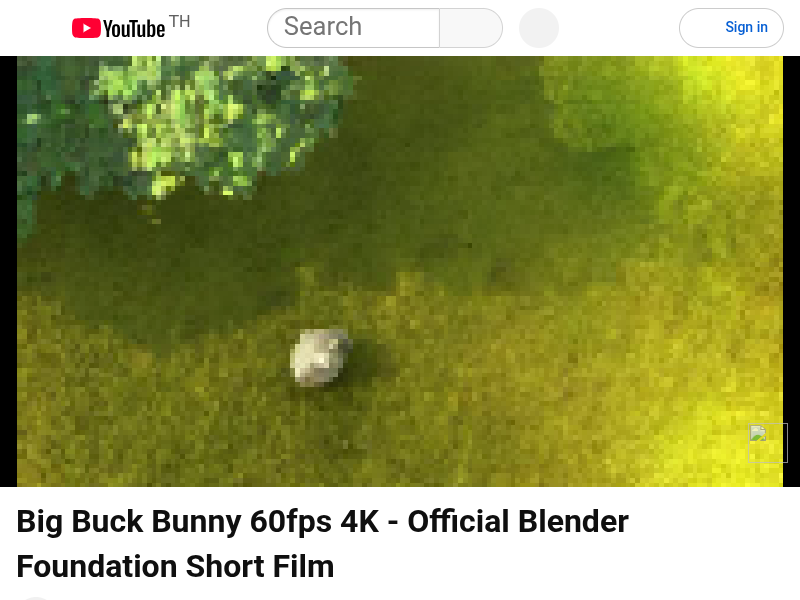 YouTube TH
Search
Sign in
Big Buck Bunny 60fps 4K - Official Blender
Foundation Short Film